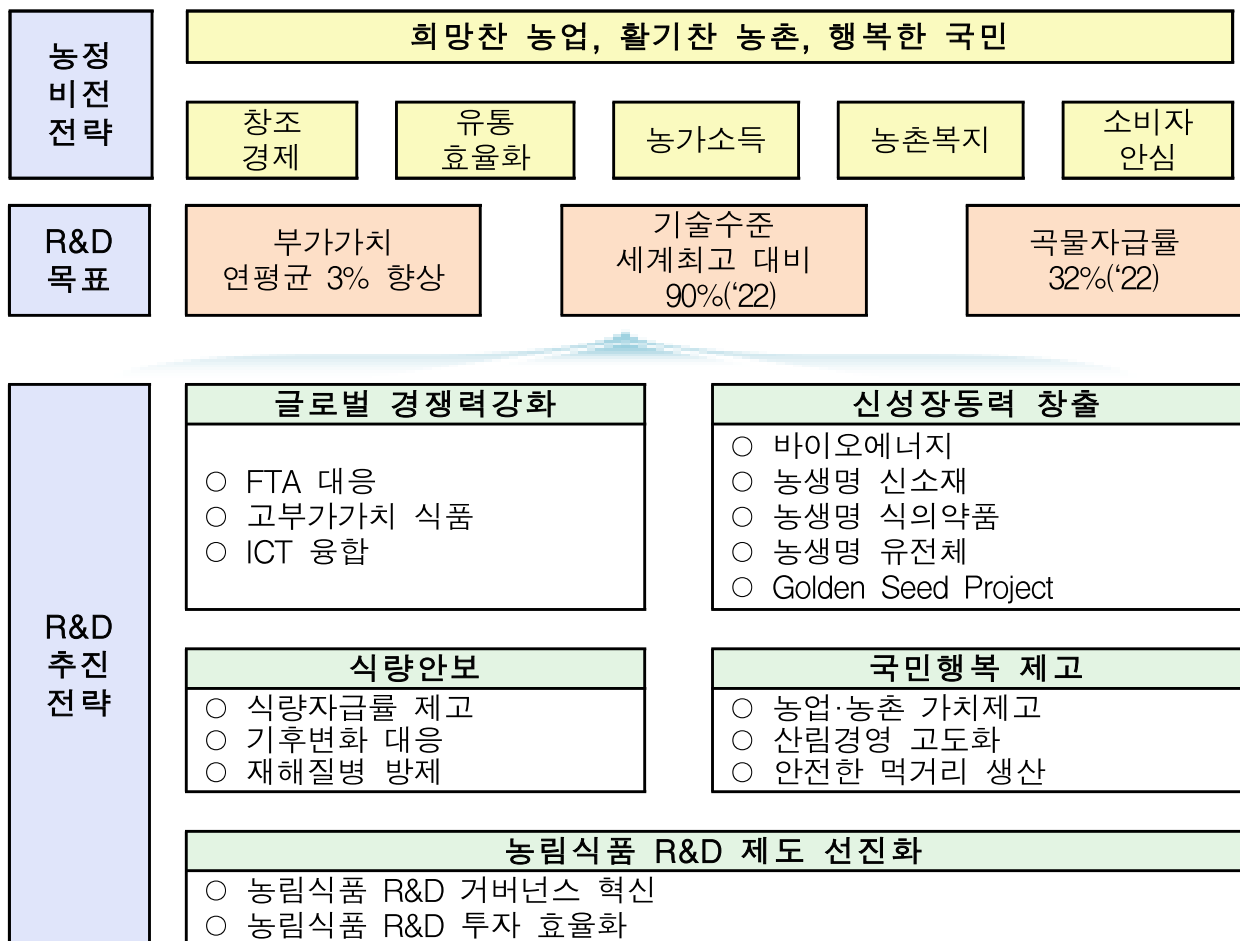 농정
비전
전략
희망찬 농업, 활기찬 농촌, 행복한 국민
창조
경제
유통
효율화
농가소득
농촌복지
소비자
안심
R&D
목표
부가가치
연평균 3% 향상
기술수준
세계최고 대비
90%(‘22)
곡물자급률
32%(‘22)
R&D
추진
전략
글로벌 경쟁력강화
○ FTA 대응
○ 고부가가치 식품
○ ICT 융합
신성장동력 창출
○ 바이오에너지
○ 농생명 신소재
○ 농생명 식의약품
○ 농생명 유전체
○ Golden Seed Project
식량안보
○ 식량자급률 제고
○ 기후변화 대응
○ 재해질병 방제
국민행복 제고
○ 농업·농촌 가치제고
○ 산림경영 고도화
○ 안전한 먹거리 생산
농림식품 R&D 제도 선진화
○ 농림식품 R&D 거버넌스 혁신
○ 농림식품 R&D 투자 효율화